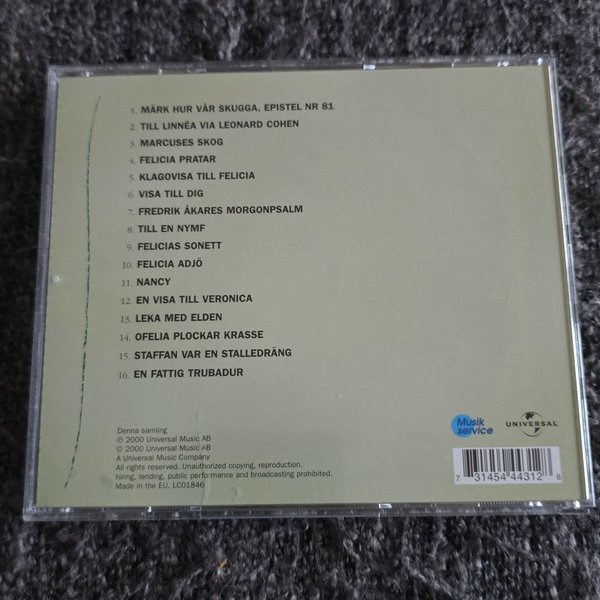 1. MÄRK HUR VÅR SKUGGA, EPISTEL NR 81
2. TILL LINNÉA VIA LEONARD COHEN
3. MARCUSES SKOG
4. FELICIA PRATAR
5. KLAGOVISA TILL FELICIA
6. VISA TILL DIG
7. FREDRIK ÅKARES MORGONPSALM
8. TILL EN NYMF
9. FELICIAS SONETT
10. FELICIA ADJÖ
11. NANCY
12. EN VISA TILL VERONICA
13. LEKA MED ELDEN
14. OFELIA PLOCKAR KRASSE
15. STAFFAN VAR EN STALLEDRÄNG
16. EN FATTIG TRUBADUR
Denna samling
℗ 2000 Universal Music AB
© 2000 Universal Music AB
A Universal Music Company
All rights reserved. Unauthorized copying, reproduction,
hiring, lending, public performance and broadcasting prohibited.
Made in the EU. LC01846
Musik
service
UNIVERSAL
7 31454 44312 8